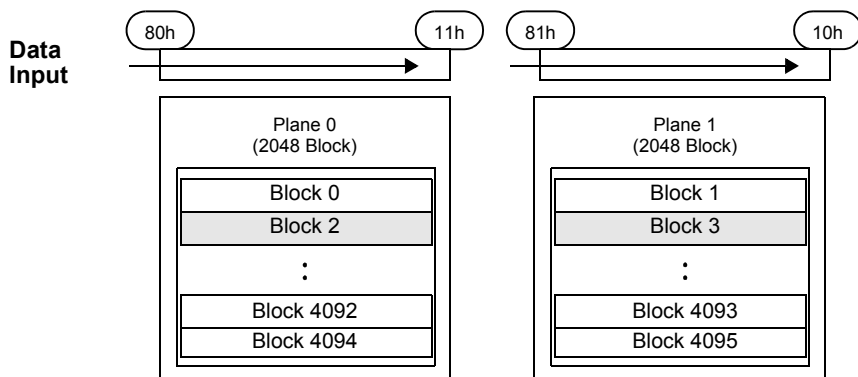 80h 11h 81h 10h
Data
Input
Plane 0 Plane 1
(2048 Block) (2048 Block)
Block 0 Block 1
Block 2 Block 3
: :
Block 4092 Block 4093
Block 4094 Block 4095